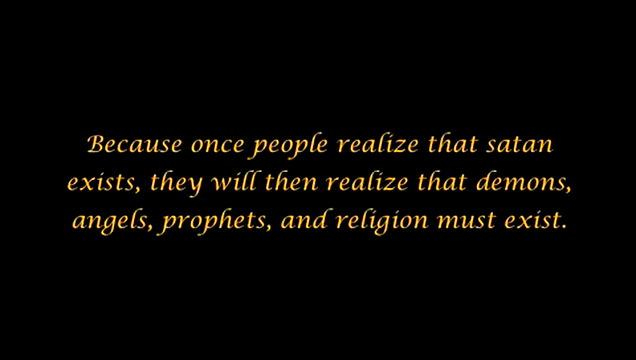 Because once people realize that satan
exists, they will then realize that demons,
angels, prophets, and religion must exist.